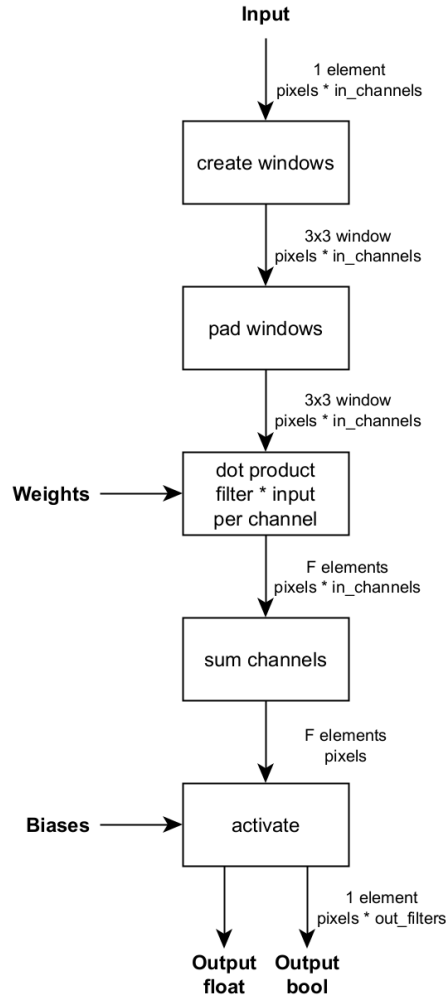 Input
1 element
pixels * in_channels
create windows
3x3 window
pixels * in_channels
pad windows
3x3 window
pixels * in_channels
Weights
dot product
filter * input
per channel
F elements
pixels * in_channels
sum channels
F elements
pixels
Biases
activate
1 element
pixels * out_filters
Output
float
Output
bool